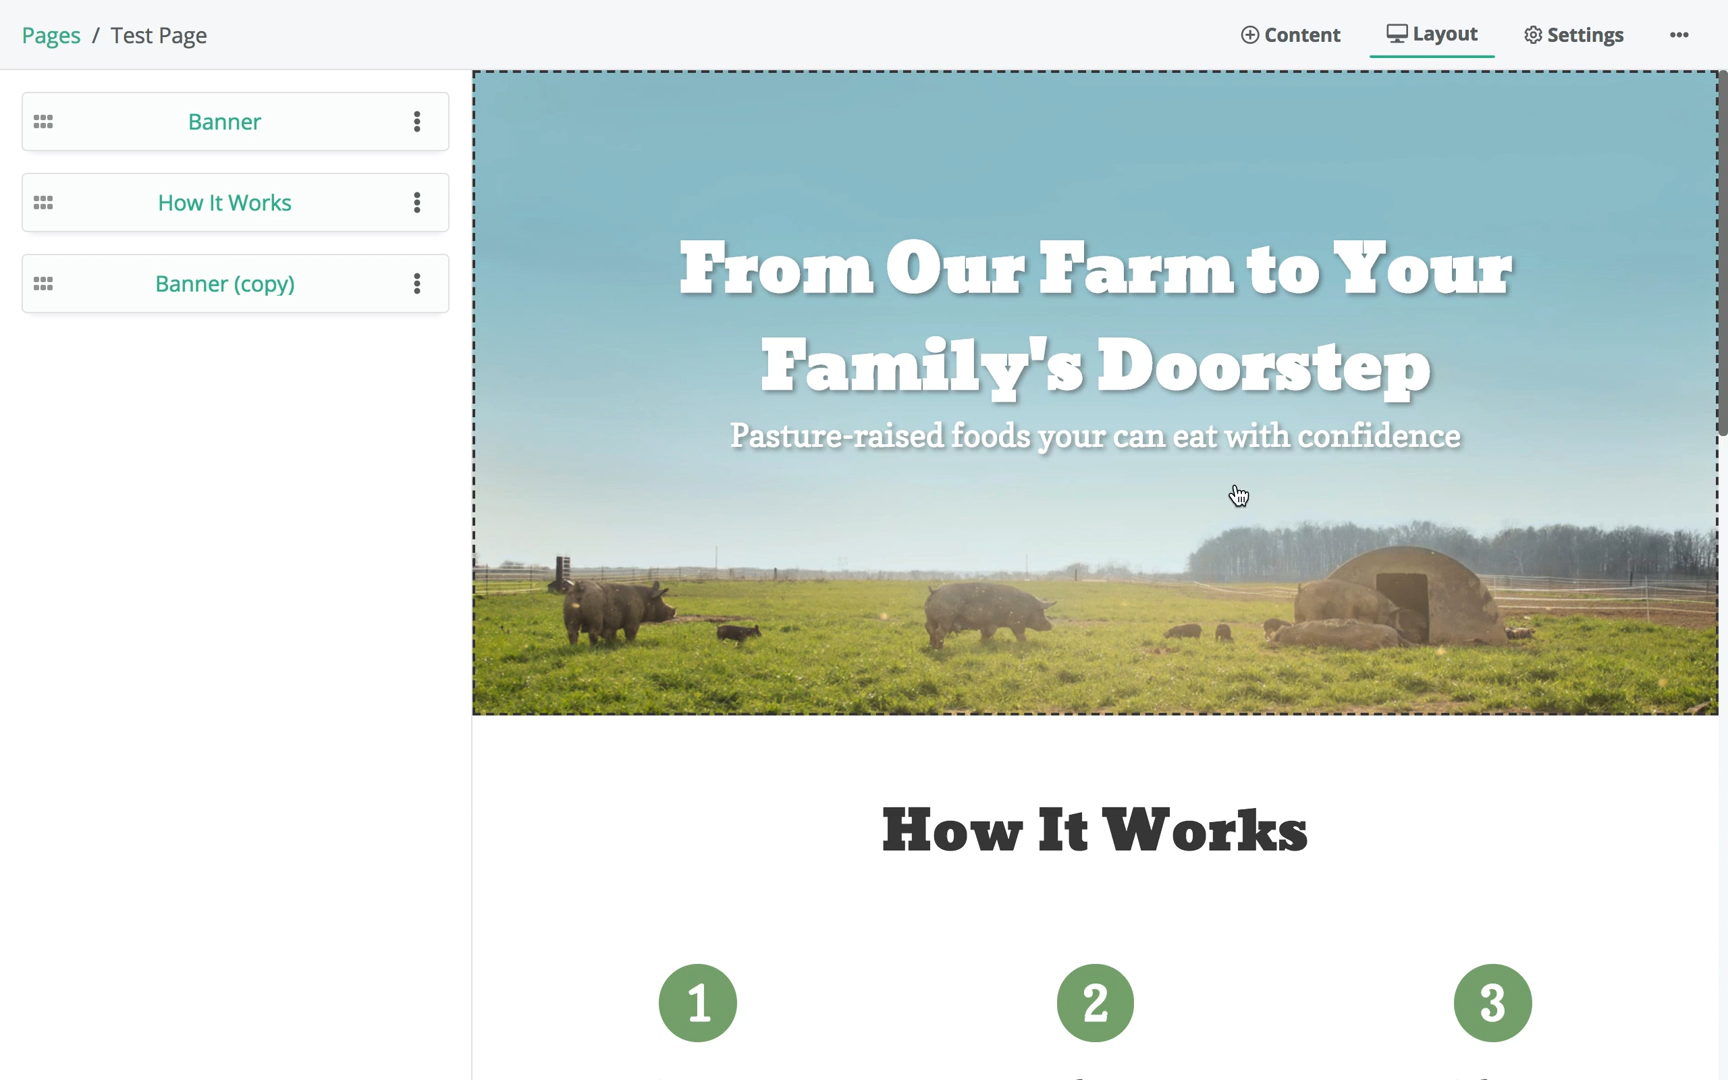 Pages / Test Page
Content
Layout
Settings
Banner
How It Works
Banner (copy)
From Our Farm to Your
Family's Doorstep
Pasture-raised foods your can eat with confidence
How It Works
1
2
3